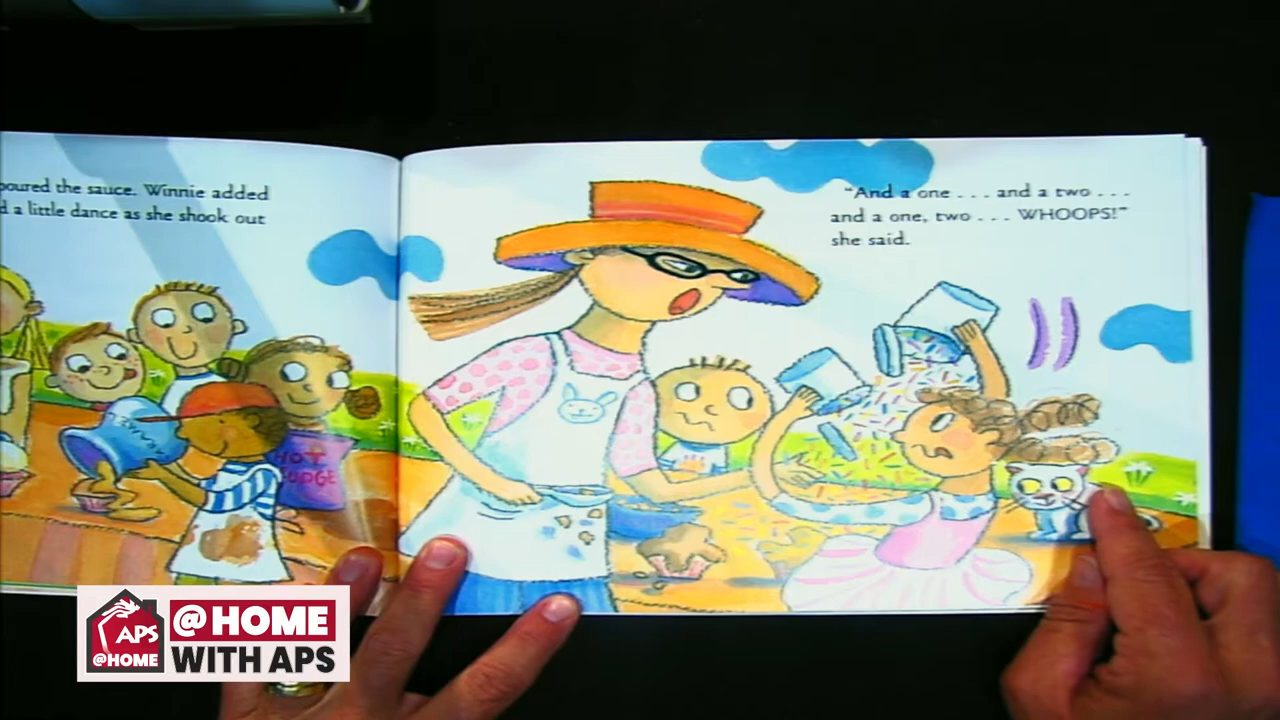 poured the sauce. Winnie added
d a little dance as she shook out
"And a one . . . and a two . . .
and a one, two . . . WHOOPS!"
she said.
CARAMEL
HOT
FUDGE
APS
@HOME
@HOME
WITH APS